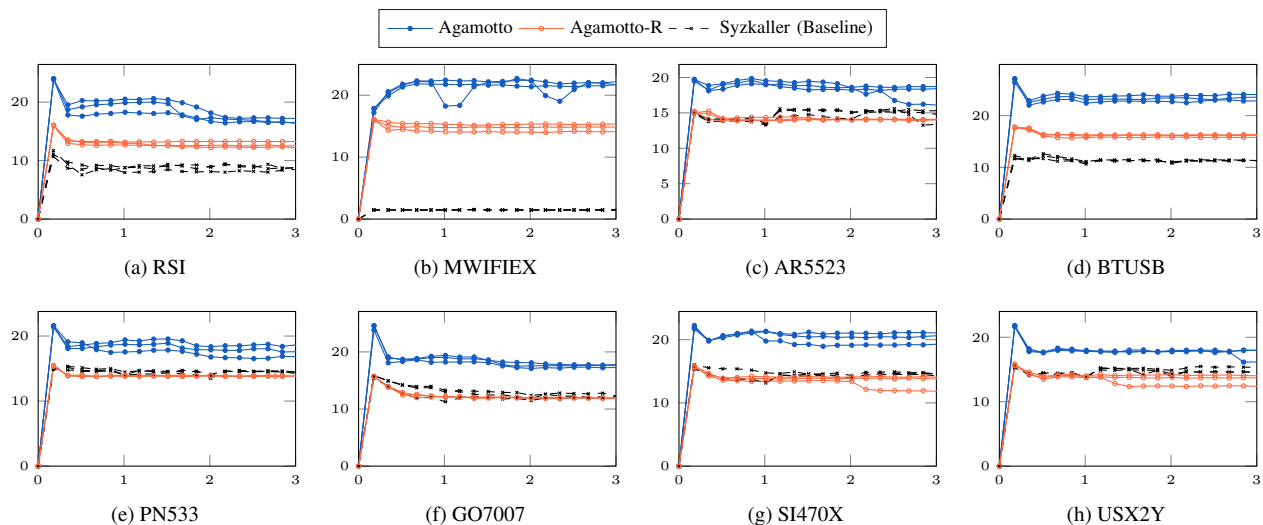 Agamotto Agamotto-R Syzkaller (Baseline)
20
10
0
0 1 2 3
(a) RSI
20
10
0
0 1 2 3
(b) MWIFIEX
20
15
10
5
0
0 1 2 3
(c) AR5523
20
10
0
0 1 2 3
(d) BTUSB
20
10
0
0 1 2 3
(e) PN533
20
10
0
0 1 2 3
(f) GO7007
20
10
0
0 1 2 3
(g) SI470X
20
10
0
0 1 2 3
(h) USX2Y